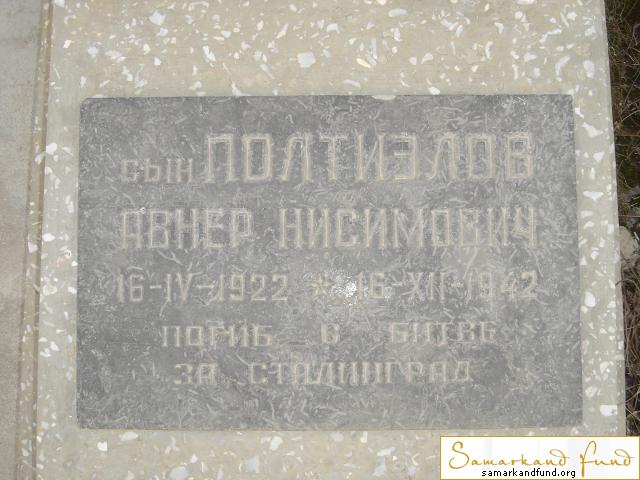 сын ПОЛТИЭЛОВ
АВНЕР НИСИМОВИЧ
16-IV-1922 * 16-XII-1942
ПОГИБ В БИТВЕ
ЗА СТАЛИНГРАД
Samarkand Fund
samarkandfund.org